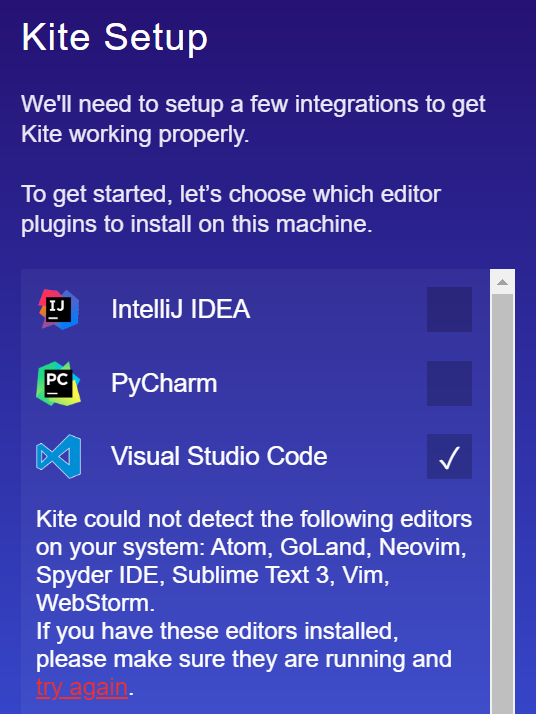 Kite Setup
We'll need to setup a few integrations to get
Kite working properly.
To get started, let’s choose which editor
plugins to install on this machine.
IJ IntelliJ IDEA
PC PyCharm
Visual Studio Code
Kite could not detect the following editors
on your system: Atom, GoLand, Neovim,
Spyder IDE, Sublime Text 3, Vim,
WebStorm.
If you have these editors installed,
please make sure they are running and
try again.